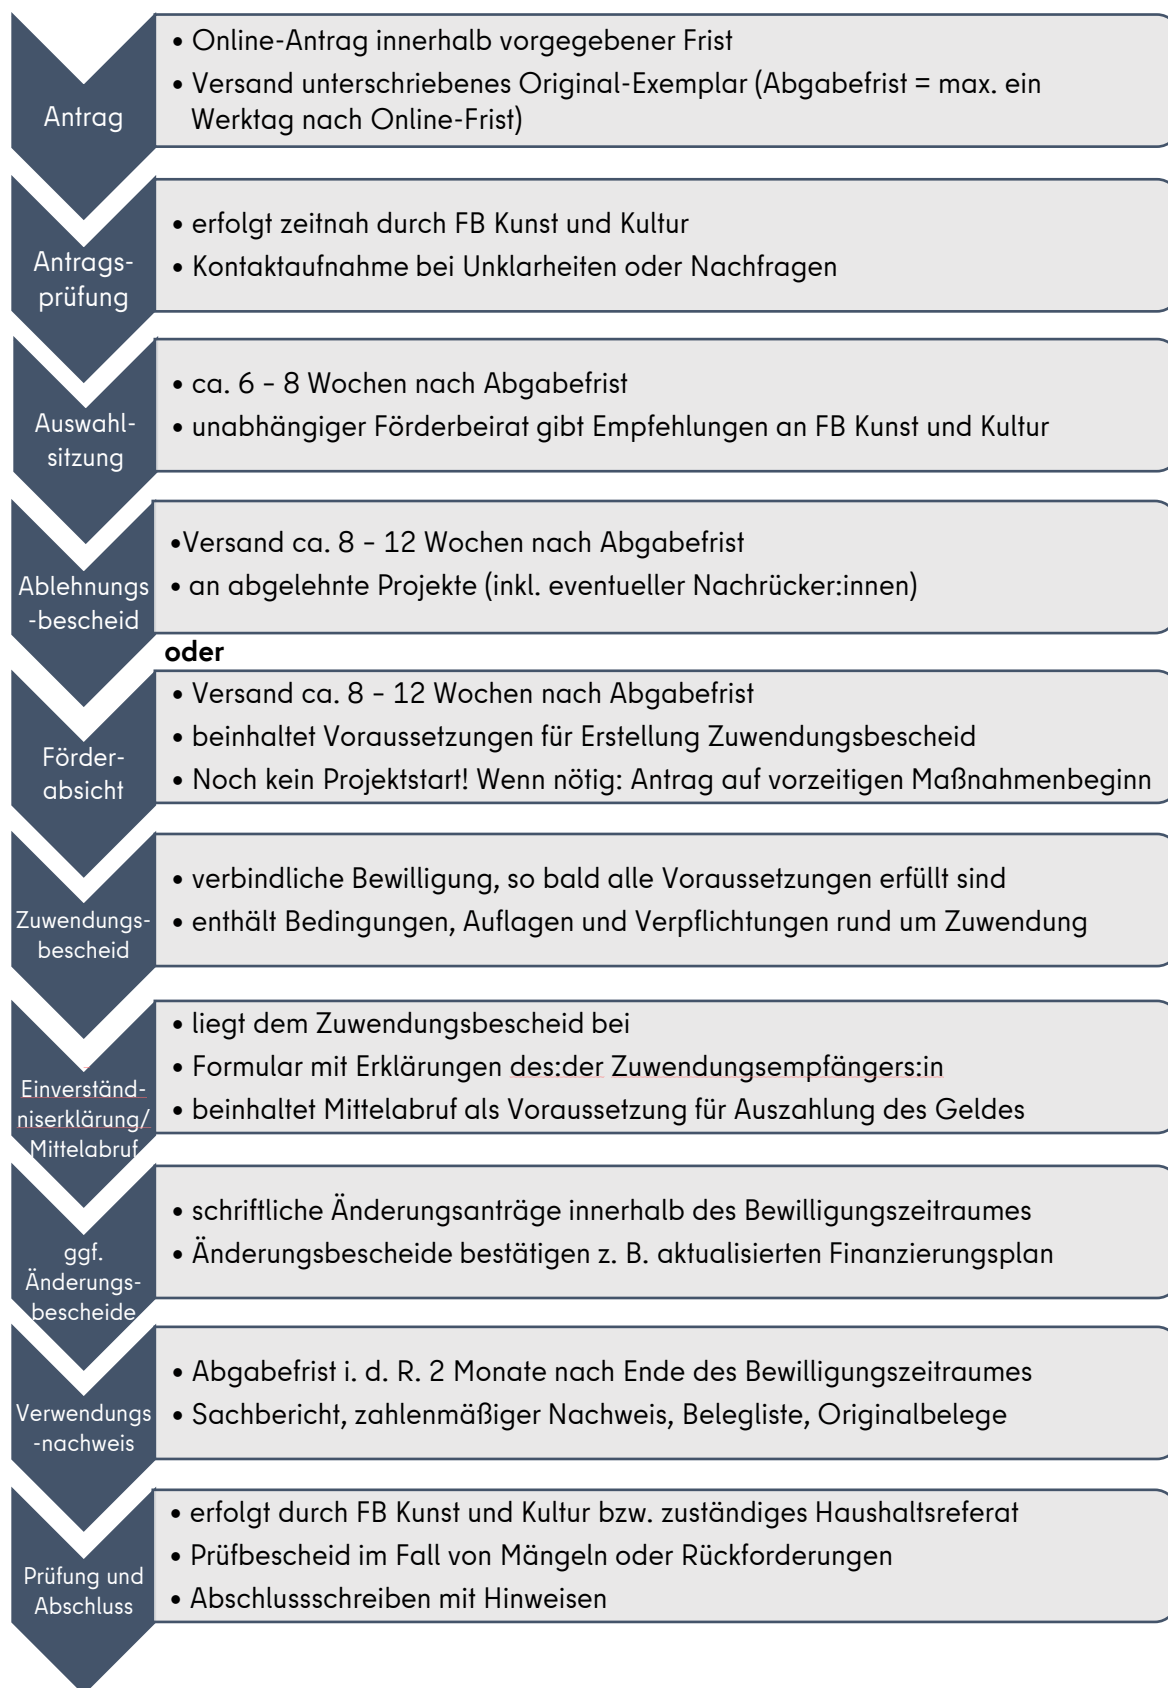 Antrag
• Online-Antrag innerhalb vorgegebener Frist
• Versand unterschriebenes Original-Exemplar (Abgabefrist = max. ein
Werktag nach Online-Frist)
Antrags-
prüfung
• erfolgt zeitnah durch FB Kunst und Kultur
• Kontaktaufnahme bei Unklarheiten oder Nachfragen
Auswahl-
sitzung
• ca. 6 – 8 Wochen nach Abgabefrist
• unabhängiger Förderbeirat gibt Empfehlungen an FB Kunst und Kultur
Ablehnungs
-bescheid
•Versand ca. 8 – 12 Wochen nach Abgabefrist
• an abgelehnte Projekte (inkl. eventueller Nachrücker:innen)
oder
Förder-
absicht
• Versand ca. 8 – 12 Wochen nach Abgabefrist
• beinhaltet Voraussetzungen für Erstellung Zuwendungsbescheid
• Noch kein Projektstart! Wenn nötig: Antrag auf vorzeitigen Maßnahmenbeginn
Zuwendungs-
bescheid
• verbindliche Bewilligung, so bald alle Voraussetzungen erfüllt sind
• enthält Bedingungen, Auflagen und Verpflichtungen rund um Zuwendung
Einverständ-
niserklärung/
Mittelabruf
• liegt dem Zuwendungsbescheid bei
• Formular mit Erklärungen des:der Zuwendungsempfängers:in
• beinhaltet Mittelabruf als Voraussetzung für Auszahlung des Geldes
ggf.
Änderungs-
bescheide
• schriftliche Änderungsanträge innerhalb des Bewilligungszeitraumes
• Änderungsbescheide bestätigen z. B. aktualisierten Finanzierungsplan
Verwendungs
-nachweis
• Abgabefrist i. d. R. 2 Monate nach Ende des Bewilligungszeitraumes
• Sachbericht, zahlenmäßiger Nachweis, Belegliste, Originalbelege
Prüfung und
Abschluss
• erfolgt durch FB Kunst und Kultur bzw. zuständiges Haushaltsreferat
• Prüfbescheid im Fall von Mängeln oder Rückforderungen
• Abschlussschreiben mit Hinweisen